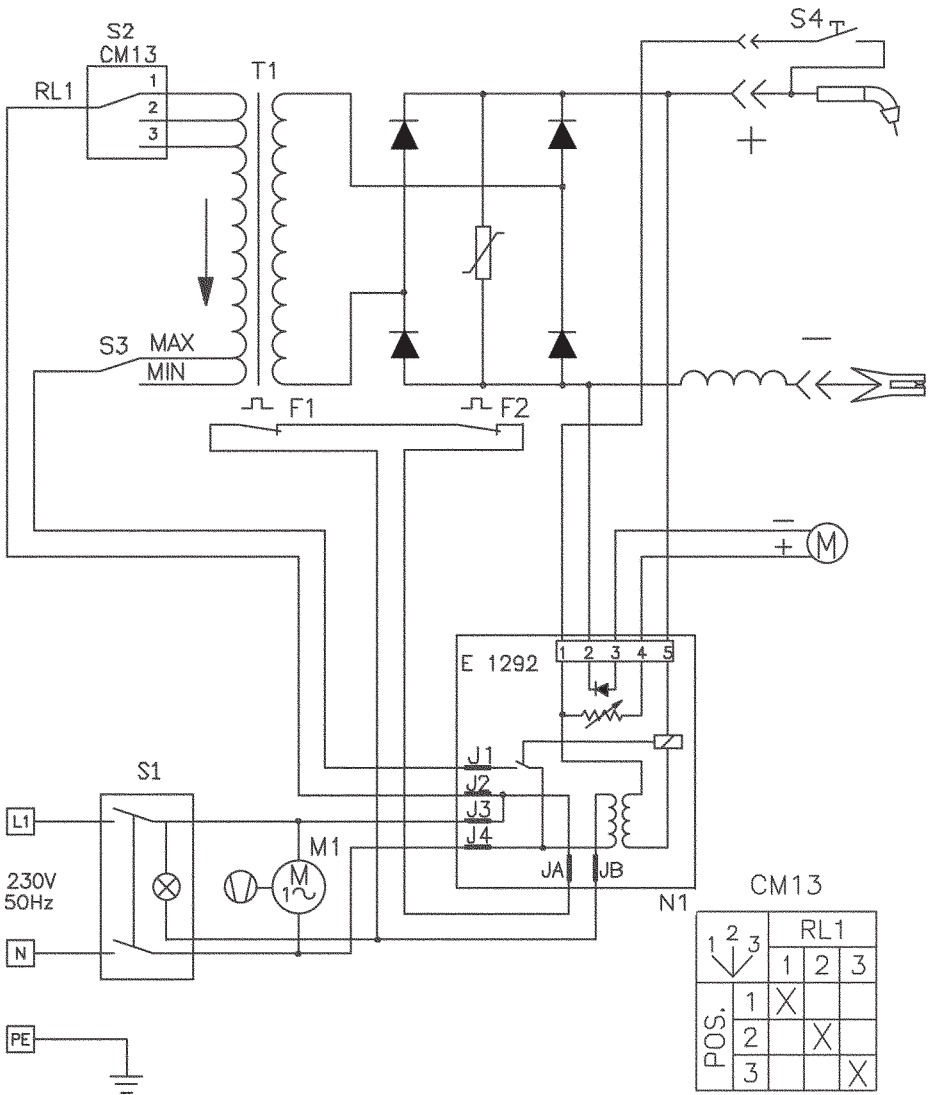 S2
CM13
S4
RL1
T1
1
2
3
+
S3
MAX
MIN
−
F1
F2
−
+
M
E 1292
1 2 3 4 5
J1
J2
J3
J4
JA
JB
N1
S1
L1
M1
M
1~
230V
50Hz
N
PE
CM13
1 2 3
RL1
1 2 3
POS.
1 X
2 X
3 X